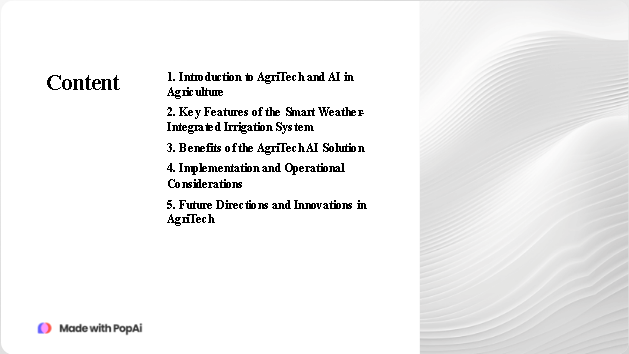 Content
1. Introduction to AgriTech and AI in
Agriculture
2. Key Features of the Smart Weather-
Integrated Irrigation System
3. Benefits of the AgriTech AI Solution
4. Implementation and Operational
Considerations
5. Future Directions and Innovations in
AgriTech
Made with PopAi